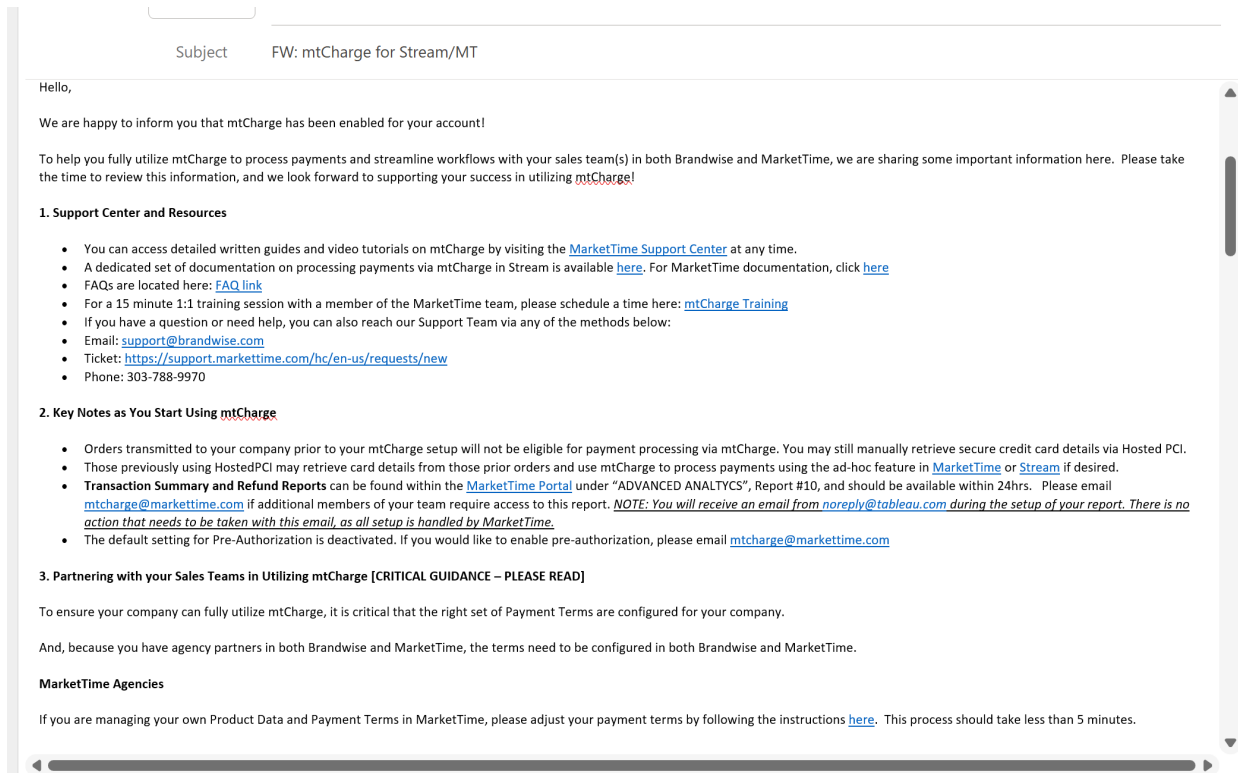 Subject FW: mtCharge for Stream/MT
Hello,
We are happy to inform you that mtCharge has been enabled for your account!
To help you fully utilize mtCharge to process payments and streamline workflows with your sales team(s) in both Brandwise and MarketTime, we are sharing some important information here.  Please take
the time to review this information, and we look forward to supporting your success in utilizing mtCharge!
1. Support Center and Resources
• You can access detailed written guides and video tutorials on mtCharge by visiting the MarketTime Support Center at any time.
• A dedicated set of documentation on processing payments via mtCharge in Stream is available here. For MarketTime documentation, click here
• FAQs are located here: FAQ link
• For a 15 minute 1:1 training session with a member of the MarketTime team, please schedule a time here: mtCharge Training
• If you have a question or need help, you can also reach our Support Team via any of the methods below:
• Email: support@brandwise.com
• Ticket: https://support.markettime.com/hc/en-us/requests/new
• Phone: 303-788-9970
2. Key Notes as You Start Using mtCharge
• Orders transmitted to your company prior to your mtCharge setup will not be eligible for payment processing via mtCharge. You may still manually retrieve secure credit card details via Hosted PCI.
• Those previously using HostedPCI may retrieve card details from those prior orders and use mtCharge to process payments using the ad-hoc feature in MarketTime or Stream if desired.
• Transaction Summary and Refund Reports can be found within the MarketTime Portal under “ADVANCED ANALTYCS”, Report #10, and should be available within 24hrs.   Please email
mtcharge@markettime.com if additional members of your team require access to this report. NOTE: You will receive an email from noreply@tableau.com during the setup of your report. There is no
action that needs to be taken with this email, as all setup is handled by MarketTime.
• The default setting for Pre-Authorization is deactivated. If you would like to enable pre-authorization, please email mtcharge@markettime.com
3. Partnering with your Sales Teams in Utilizing mtCharge [CRITICAL GUIDANCE – PLEASE READ]
To ensure your company can fully utilize mtCharge, it is critical that the right set of Payment Terms are configured for your company.
And, because you have agency partners in both Brandwise and MarketTime, the terms need to be configured in both Brandwise and MarketTime.
MarketTime Agencies
If you are managing your own Product Data and Payment Terms in MarketTime, please adjust your payment terms by following the instructions here.  This process should take less than 5 minutes.